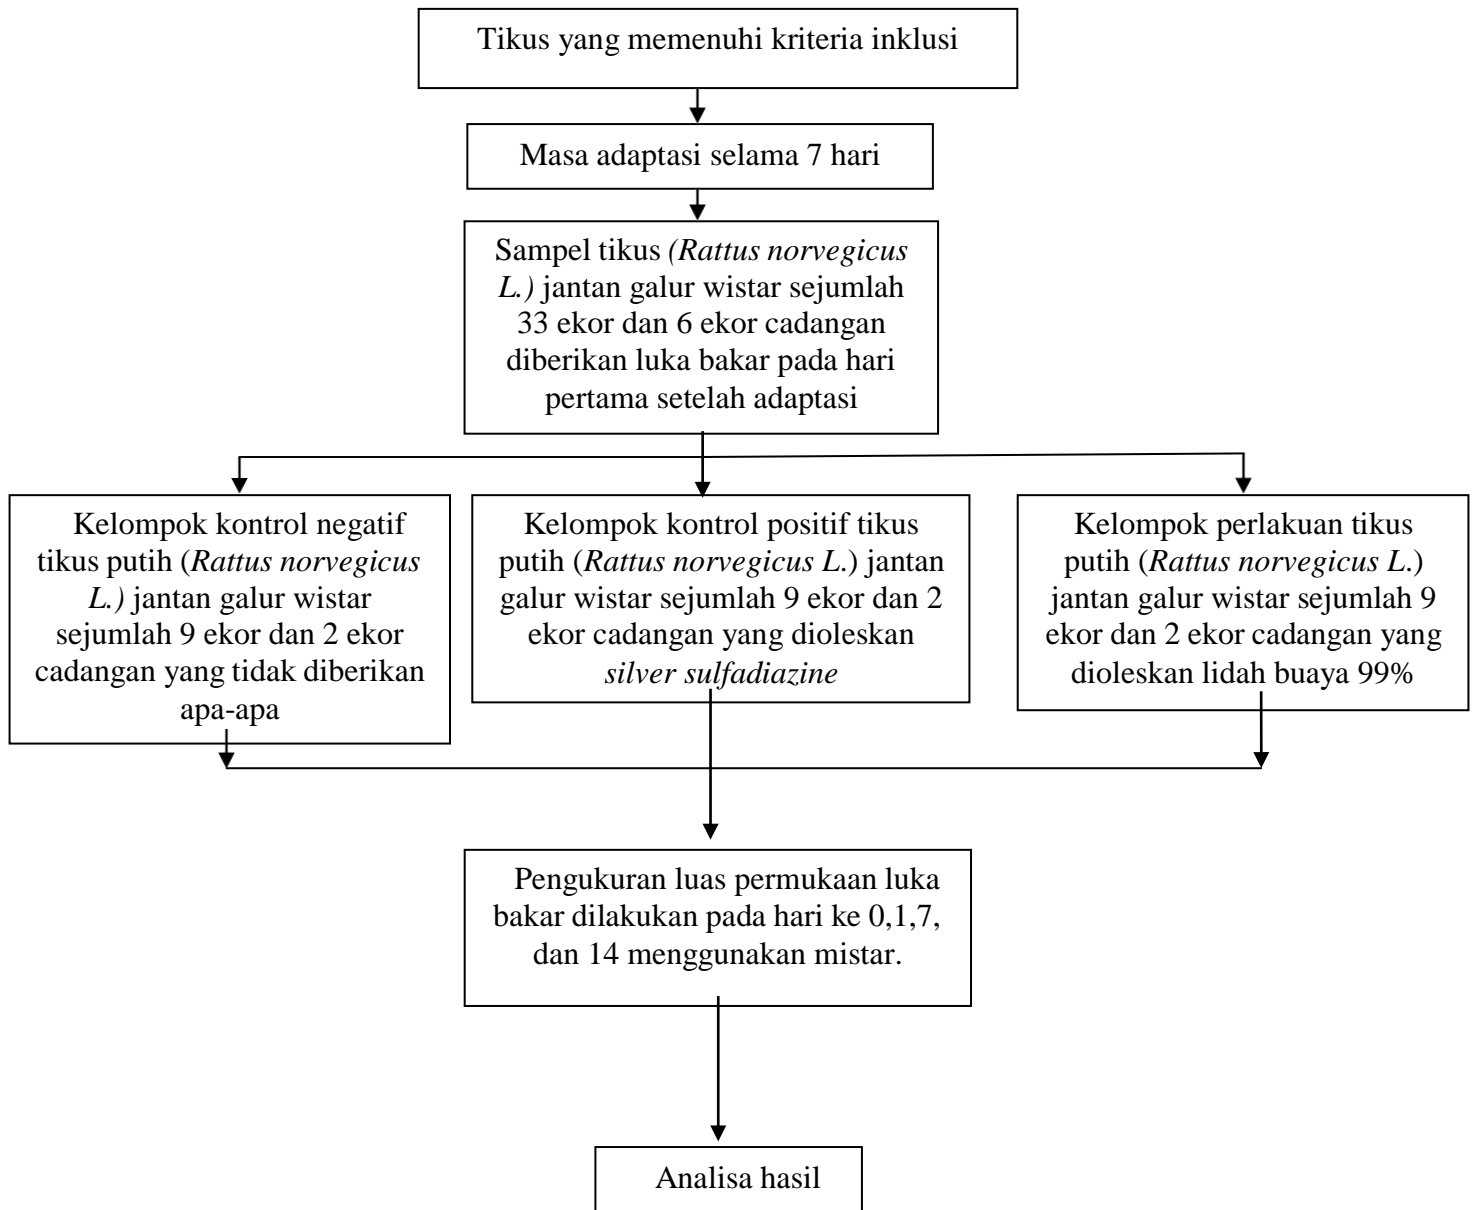 Tikus yang memenuhi kriteria inklusi
Masa adaptasi selama 7 hari
Sampel tikus (Rattus norvegicus
L.) jantan galur wistar sejumlah
33 ekor dan 6 ekor cadangan
diberikan luka bakar pada hari
pertama setelah adaptasi
Kelompok kontrol negatif
tikus putih (Rattus norvegicus
L.) jantan galur wistar
sejumlah 9 ekor dan 2 ekor
cadangan yang tidak diberikan
apa-apa
Kelompok kontrol positif tikus
putih (Rattus norvegicus L.) jantan
galur wistar sejumlah 9 ekor dan 2
ekor cadangan yang dioleskan
silver sulfadiazine
Kelompok perlakuan tikus
putih (Rattus norvegicus L.)
jantan galur wistar sejumlah 9
ekor dan 2 ekor cadangan yang
dioleskan lidah buaya 99%
Pengukuran luas permukaan luka
bakar dilakukan pada hari ke 0,1,7,
dan 14 menggunakan mistar.
Analisa hasil